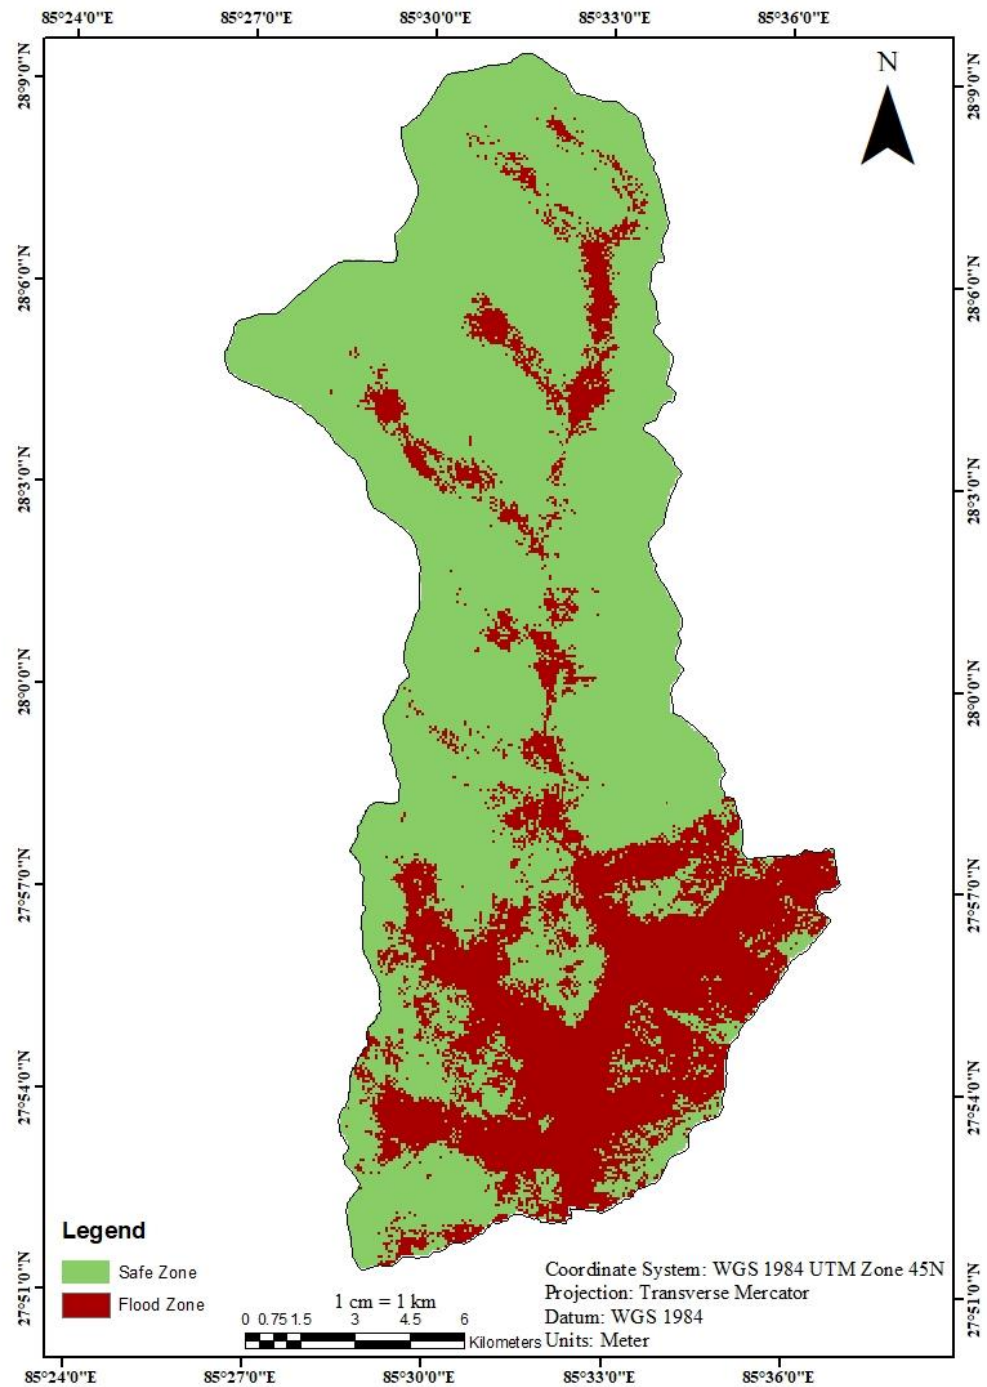 85°24'0"E 85°27'0"E 85°30'0"E 85°33'0"E 85°36'0"E
N
28°9'0"N 28°9'0"N
28°6'0"N 28°6'0"N
28°3'0"N 28°3'0"N
28°0'0"N 28°0'0"N
27°57'0"N 27°57'0"N
27°54'0"N 27°54'0"N
27°51'0"N 27°51'0"N
Legend
Safe Zone
Flood Zone
1 cm = 1 km
0 0.75 1.5 3 4.5 6
Kilometers
Coordinate System: WGS 1984 UTM Zone 45N
Projection: Transverse Mercator
Datum: WGS 1984
Units: Meter
85°24'0"E 85°27'0"E 85°30'0"E 85°33'0"E 85°36'0"E